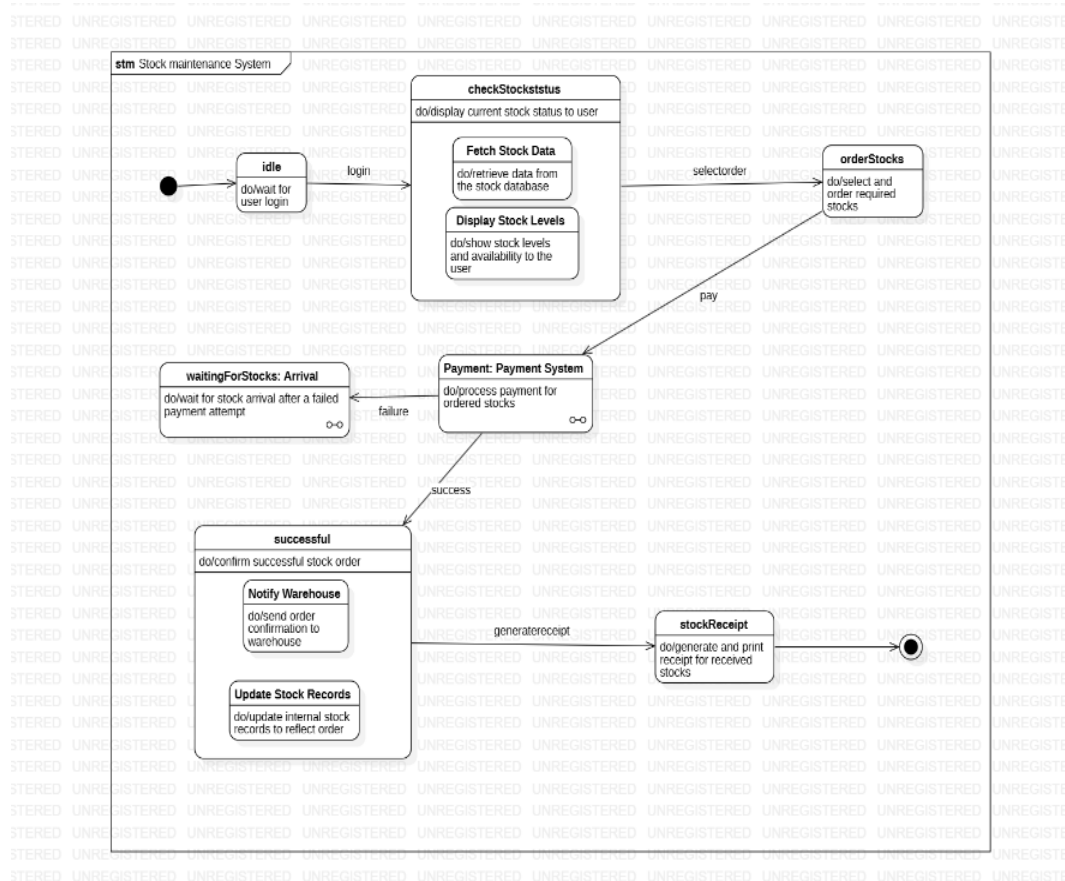 stm Stock maintenance System
checkStockststus
do/display current stock status to user
Fetch Stock Data
do/retrieve data from
the stock database
Display Stock Levels
do/show stock levels
and availability to the
user
idle
do/wait for
user login
login
selectorder
orderStocks
do/select and
order required
stocks
pay
waitingForStocks: Arrival
do/wait for stock arrival after a failed
payment attempt
failure
Payment: Payment System
do/process payment for
ordered stocks
success
successful
do/confirm successful stock order
Notify Warehouse
do/send order
confirmation to
warehouse
Update Stock Records
do/update internal stock
records to reflect order
generatereceipt
stockReceipt
do/generate and print
receipt for received
stocks
UNREGISTERED